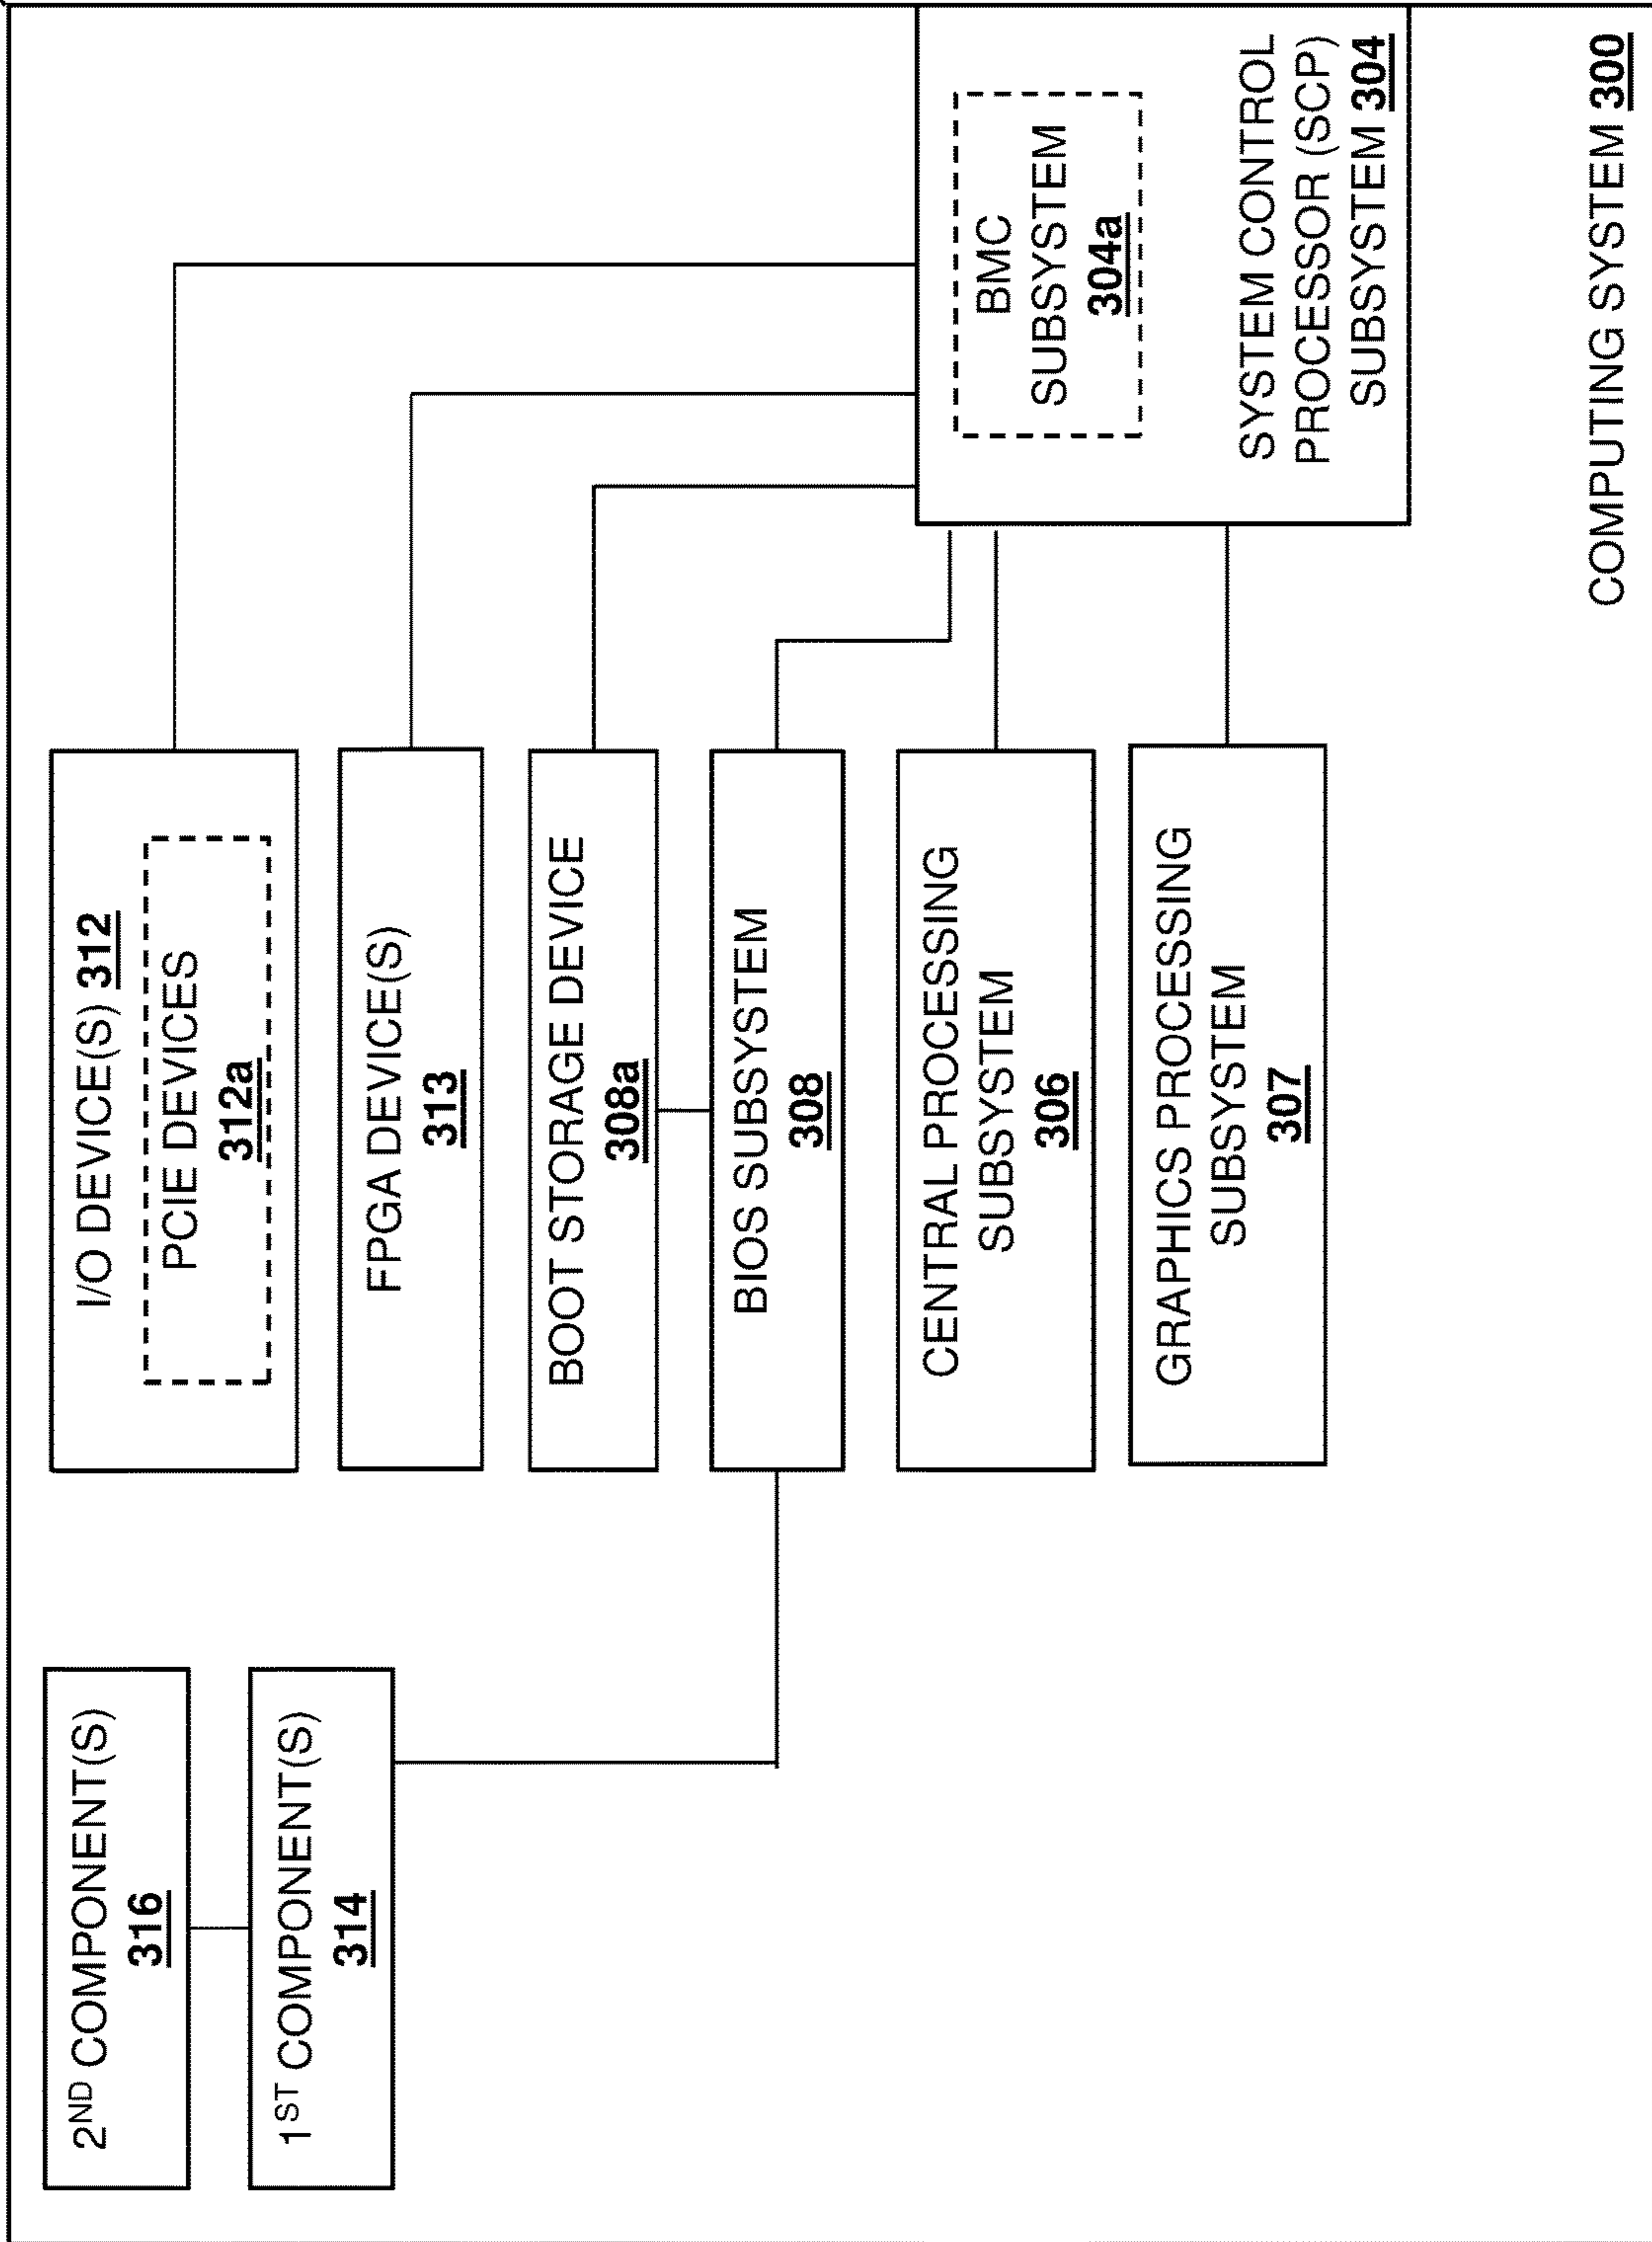 2ND COMPONENT(S)
316
1ST COMPONENT(S)
314
I/O DEVICE(S) 312
PCIE DEVICES
312a
FPGA DEVICE(S)
313
BOOT STORAGE DEVICE
308a
BIOS SUBSYSTEM
308
CENTRAL PROCESSING
SUBSYSTEM
306
GRAPHICS PROCESSING
SUBSYSTEM
307
BMC
SUBSYSTEM
304a
SYSTEM CONTROL
PROCESSOR (SCP)
SUBSYSTEM 304
COMPUTING SYSTEM 300